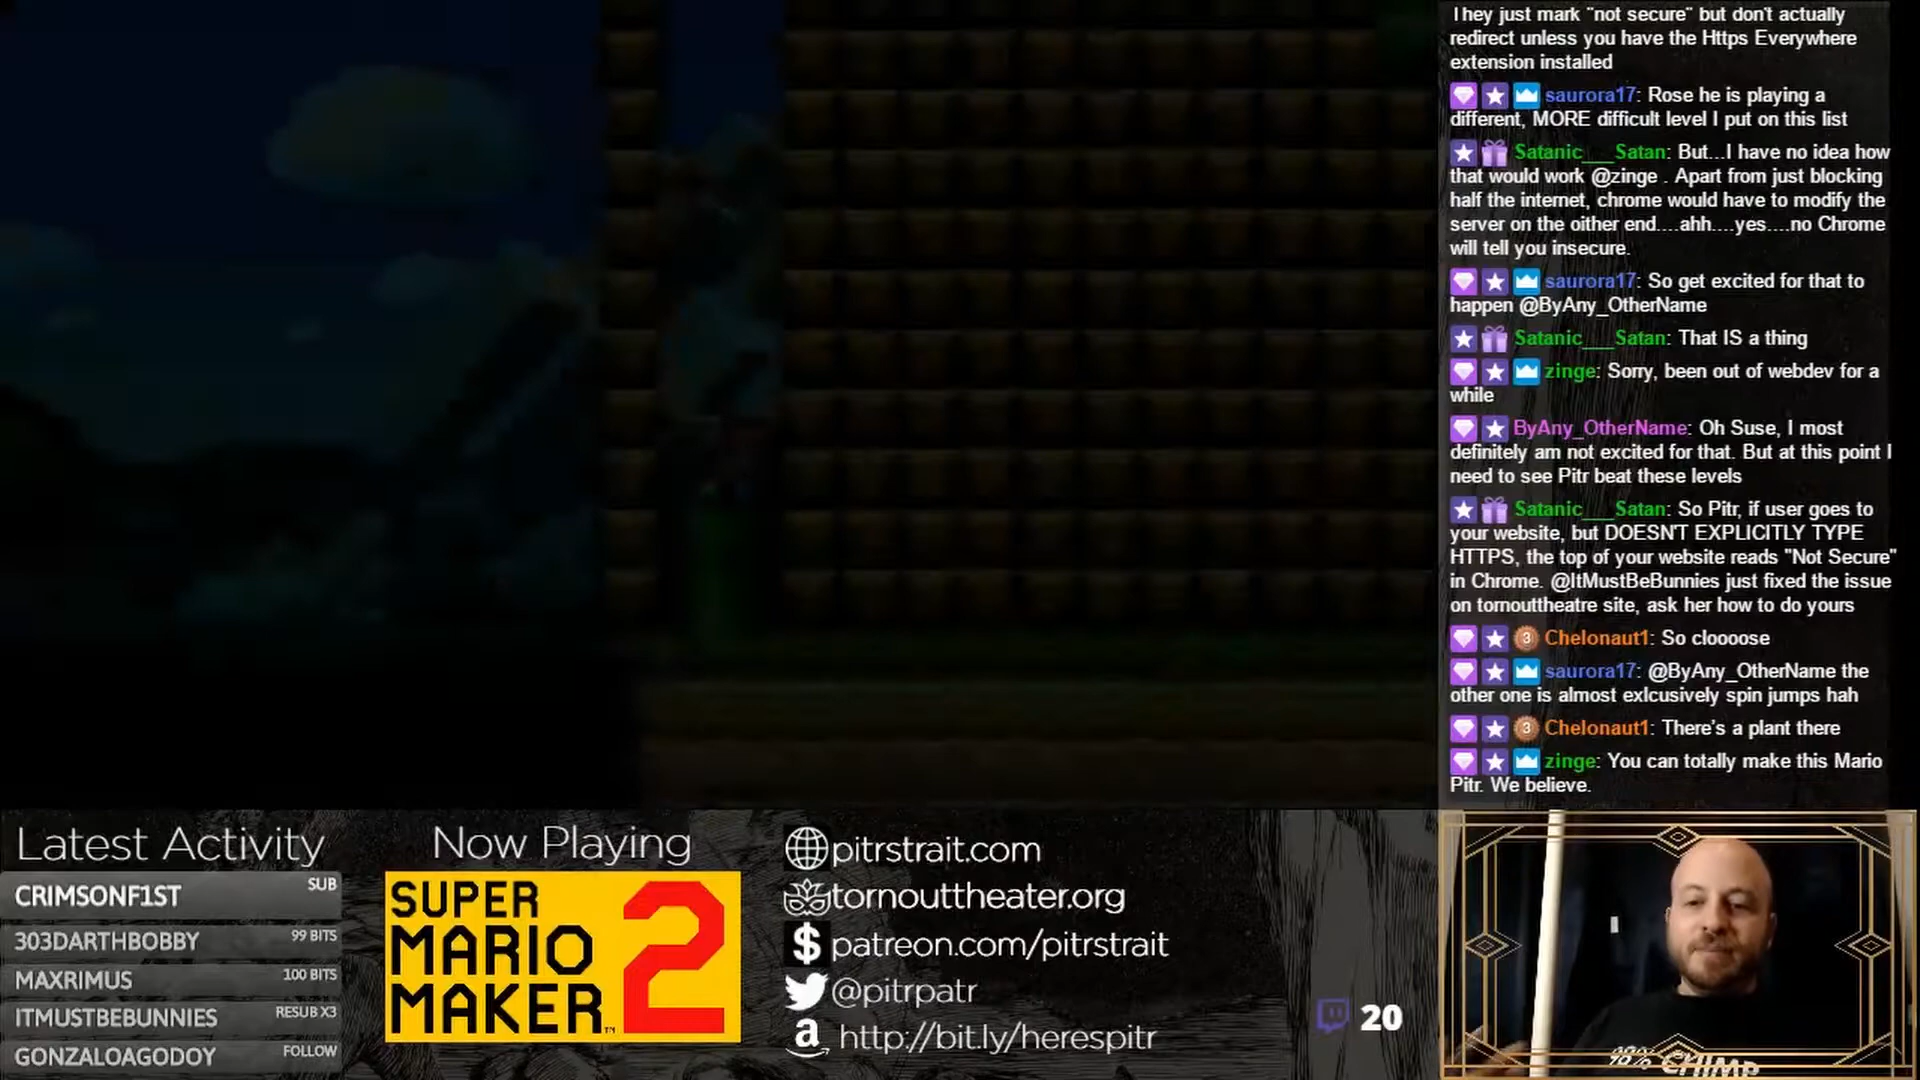 They just mark "not secure" but don't actually
redirect unless you have the Https Everywhere
extension installed
saurora17: Rose he is playing a
different, MORE difficult level I put on this list
Satanic___Satan: But...I have no idea how
that would work @zinge . Apart from just blocking
half the internet, chrome would have to modify the
server on the oither end....ahh....yes....no Chrome
will tell you insecure.
saurora17: So get excited for that to
happen @ByAny_OtherName
Satanic___Satan: That IS a thing
zinge: Sorry, been out of webdev for a
while
ByAny_OtherName: Oh Suse, I most
definitely am not excited for that. But at this point I
need to see Pitr beat these levels
Satanic___Satan: So Pitr, if user goes to
your website, but DOESN'T EXPLICITLY TYPE
HTTPS, the top of your website reads "Not Secure"
in Chrome. @ItMustBeBunnies just fixed the issue
on tornouttheatre site, ask her how to do yours
3 Chelonaut1: So cloooose
saurora17: @ByAny_OtherName the
other one is almost exlcusively spin jumps hah
3 Chelonaut1: There's a plant there
zinge: You can totally make this Mario
Pitr. We believe.
Latest Activity
CRIMSONF1ST SUB
303DARTHBOBBY 99 BITS
MAXRIMUS 100 BITS
ITMUSTBEBUNNIES RESUB X3
GONZALOAGODOY FOLLOW
Now Playing
SUPER
MARIO
MAKER 2
TM
pitrstrait.com
tornouttheater.org
$ patreon.com/pitrstrait
@pitrpatr
a http://bit.ly/herespitr
20
98% CHIMP